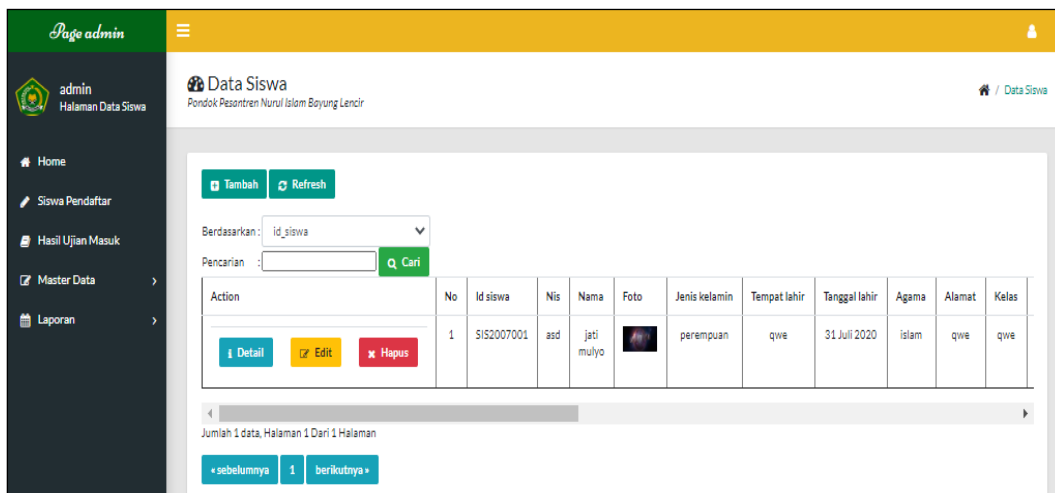 Page admin
admin
Halaman Data Siswa
Home
Siswa Pendaftar
Hasil Ujian Masuk
Master Data
Laporan
Data Siswa
Pondok Pesantren Nurul Islam Bayung Lencir
/ Data Siswa
Tambah Refresh
Berdasarkan : id_siswa
Pencarian : Cari
Action No Id siswa Nis Nama Foto Jenis kelamin Tempat lahir Tanggal lahir Agama Alamat Kelas
Detail Edit Hapus 1 SIS2007001 asd jati mulyo perempuan qwe 31 Juli 2020 islam qwe qwe
Jumlah 1 data, Halaman 1 Dari 1 Halaman
« sebelumnya 1 berikutnya »